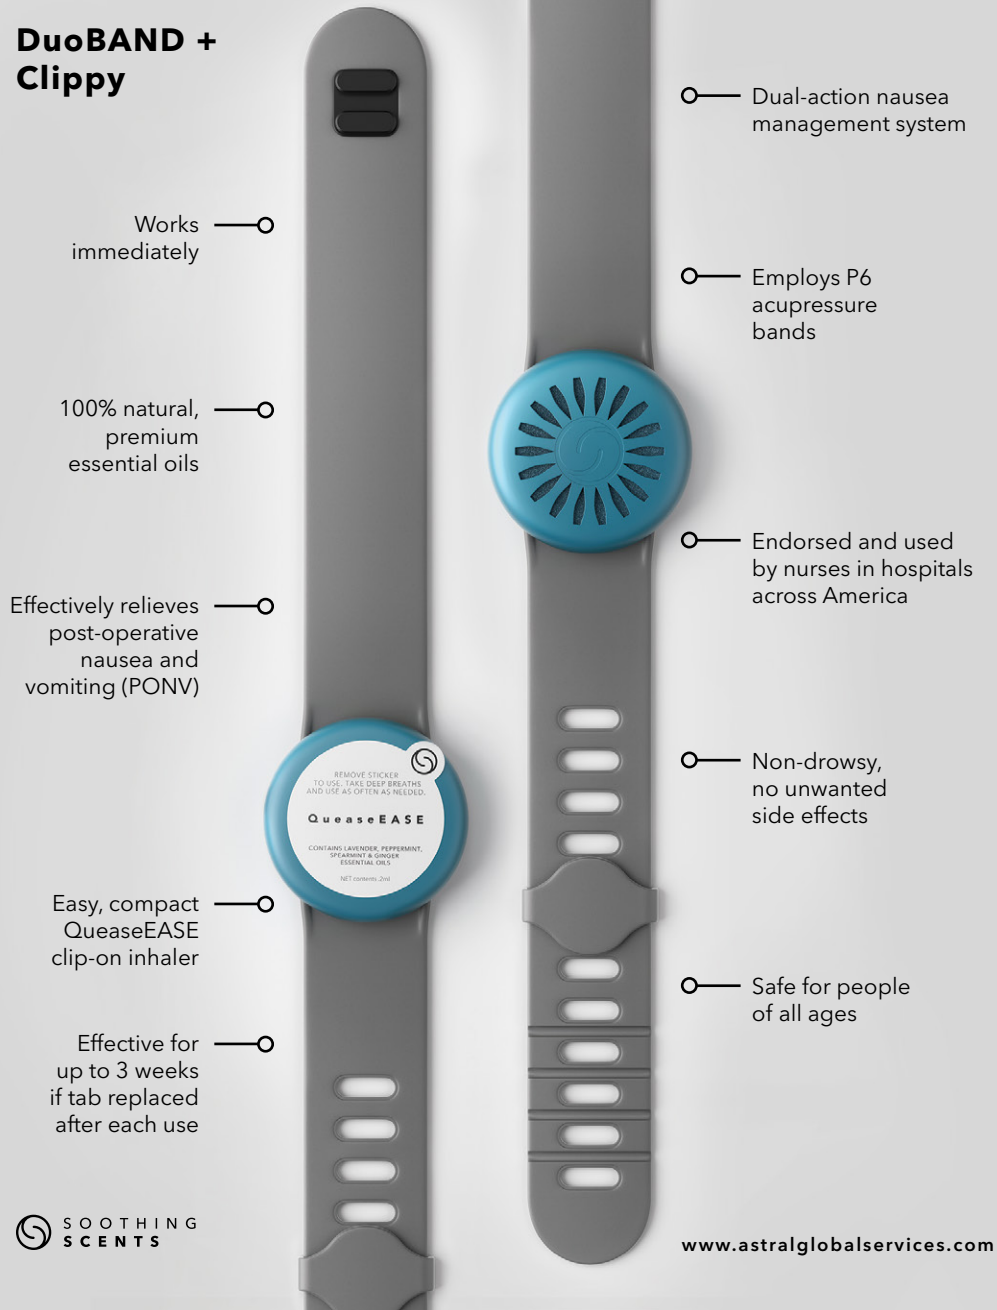 DuoBAND +
Clippy
Works
immediately
100% natural,
premium
essential oils
Effectively relieves
post-operative
nausea and
vomiting (PONV)
REMOVE STICKER
TO USE, TAKE DEEP BREATHS
AND USE AS OFTEN AS NEEDED.
QueaseEASE
CONTAINS LAVENDER, PEPPERMINT,
SPEARMINT & GINGER
ESSENTIAL OILS
NET contents .2ml
Easy, compact
QueaseEASE
clip-on inhaler
Effective for
up to 3 weeks
if tab replaced
after each use
SOOTHING
SCENTS
Dual-action nausea
management system
Employs P6
acupressure
bands
Endorsed and used
by nurses in hospitals
across America
Non-drowsy,
no unwanted
side effects
Safe for people
of all ages
www.astralglobalservices.com